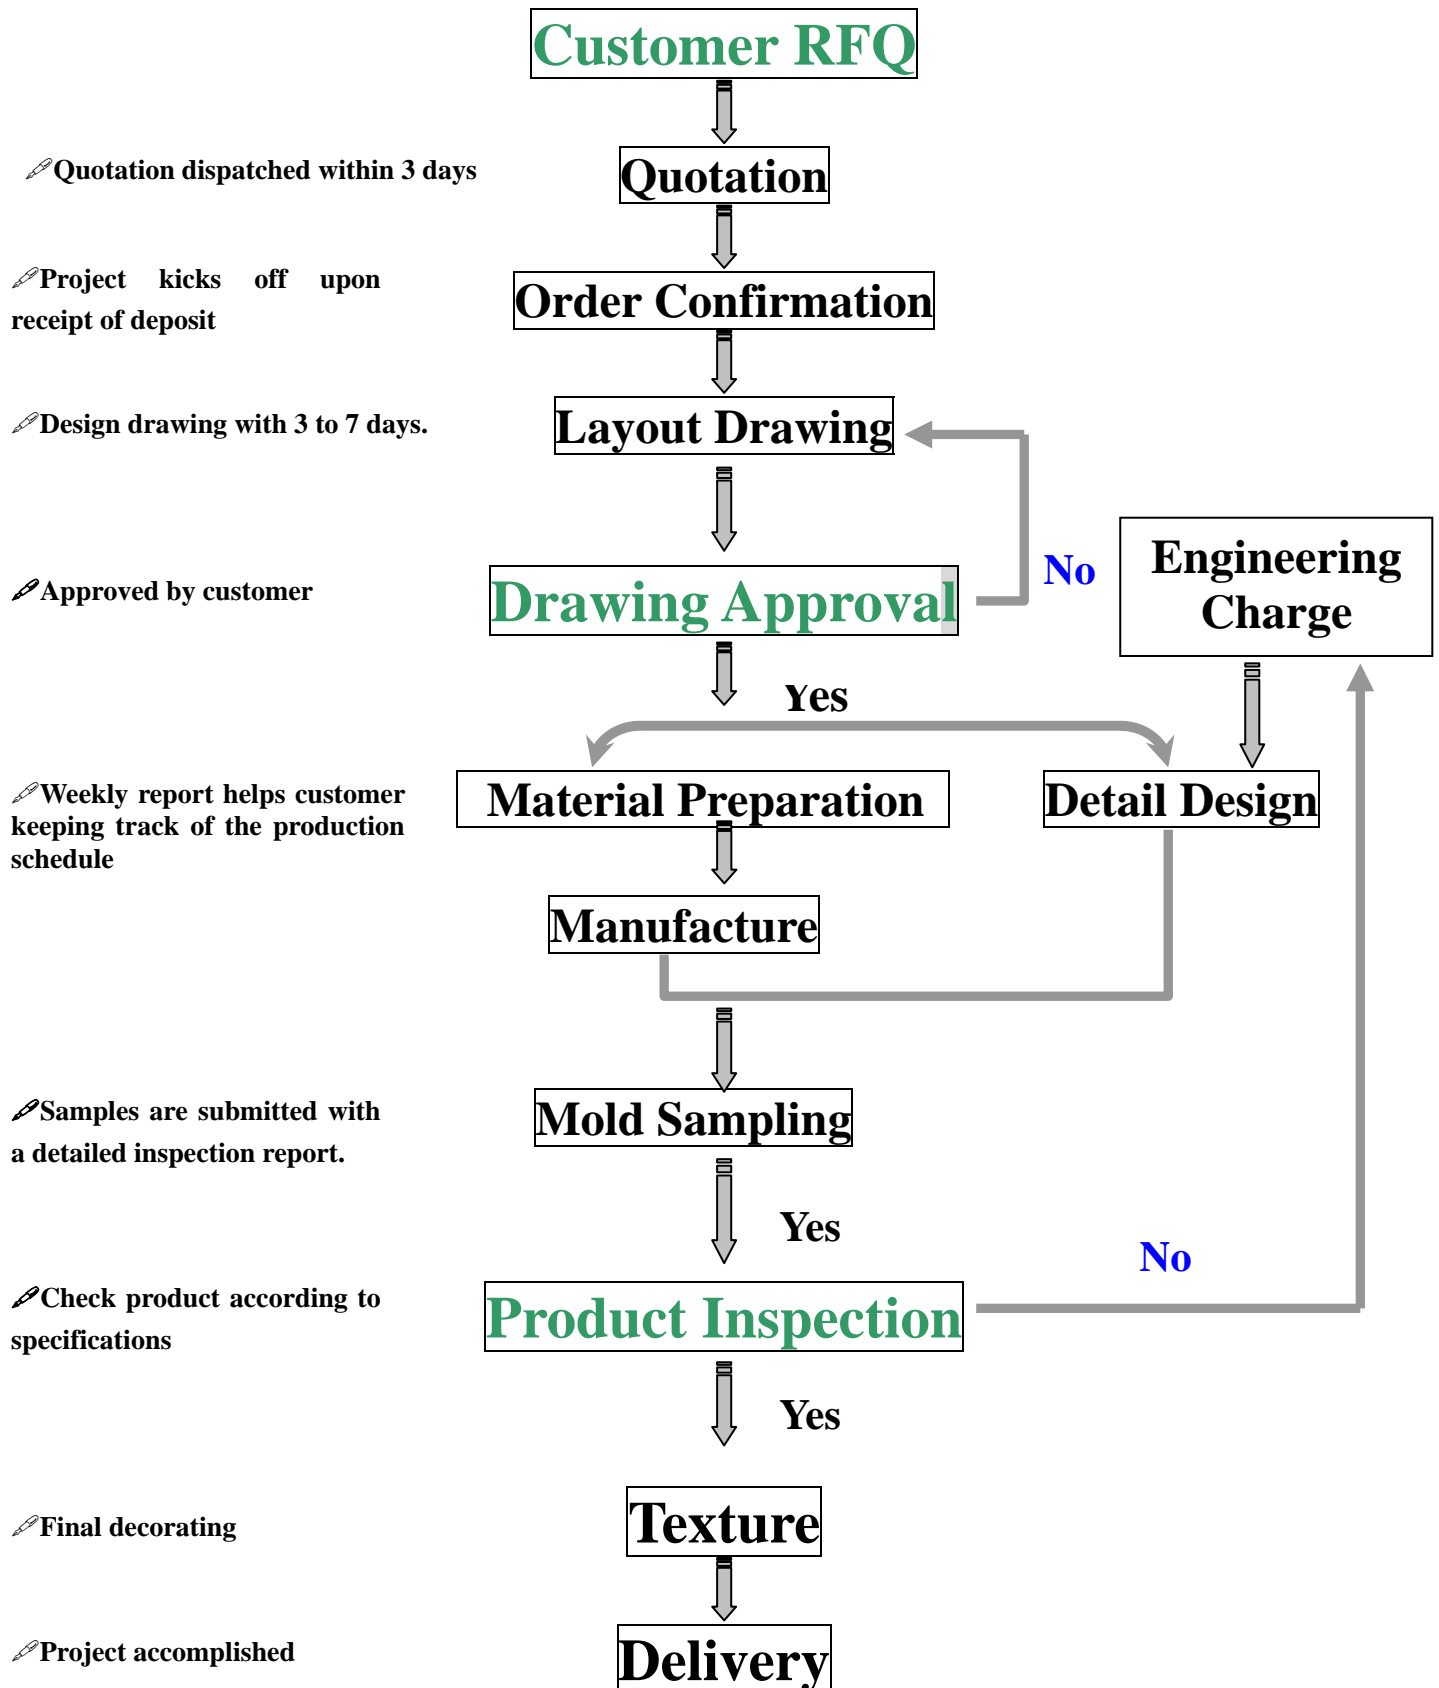 Customer RFQ
Quotation dispatched within 3 days
Quotation
Project kicks off upon
receipt of deposit
Order Confirmation
Design drawing with 3 to 7 days.
Layout Drawing
No
Engineering
Charge
Approved by customer
Drawing Approval
Yes
Weekly report helps customer
keeping track of the production
schedule
Material Preparation
Detail Design
Manufacture
Samples are submitted with
a detailed inspection report.
Mold Sampling
Yes
No
Check product according to
specifications
Product Inspection
Yes
Final decorating
Texture
Project accomplished
Delivery